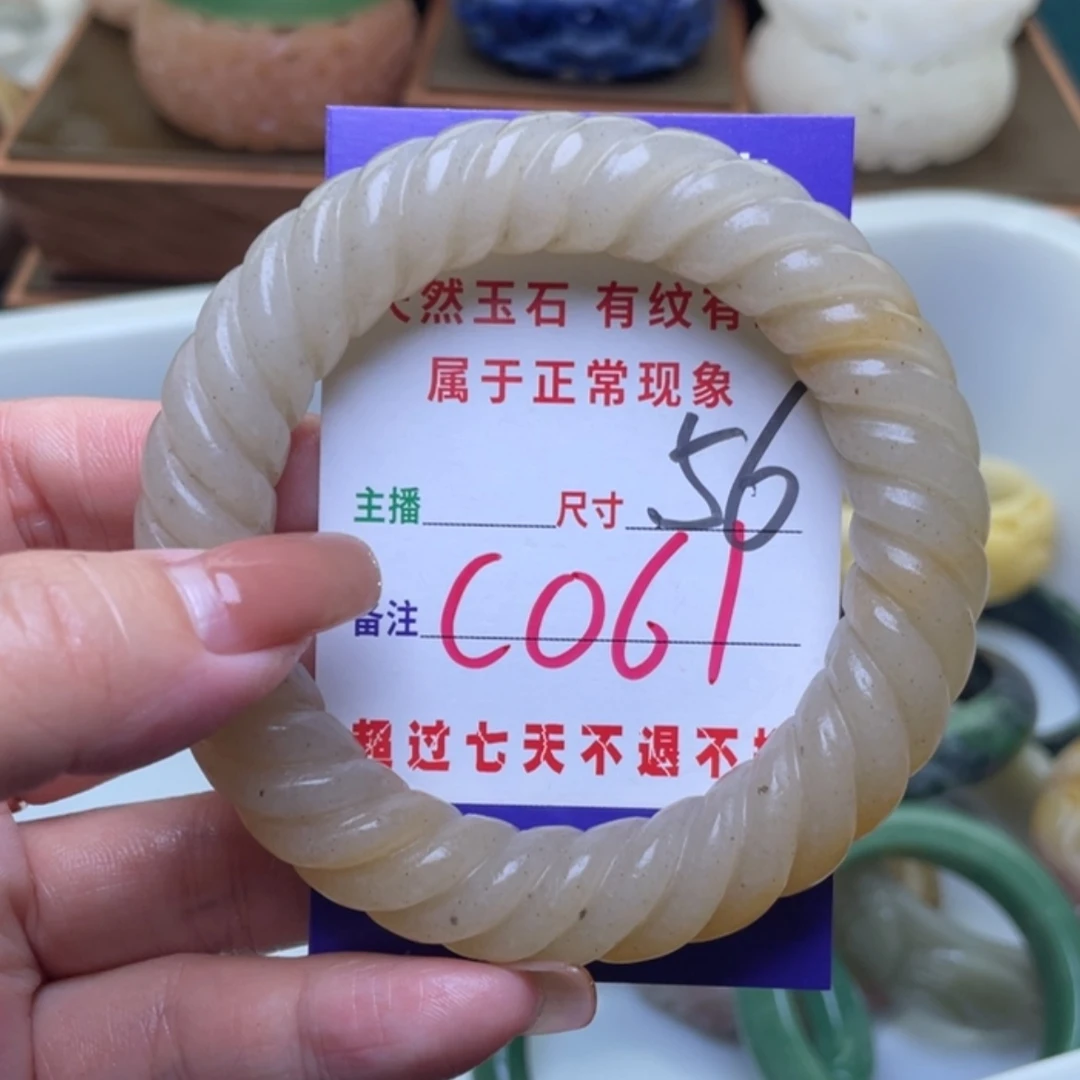 然玉石 有纹有
属于正常现象
主播 尺寸 56
备注 C061
超过七天不退不